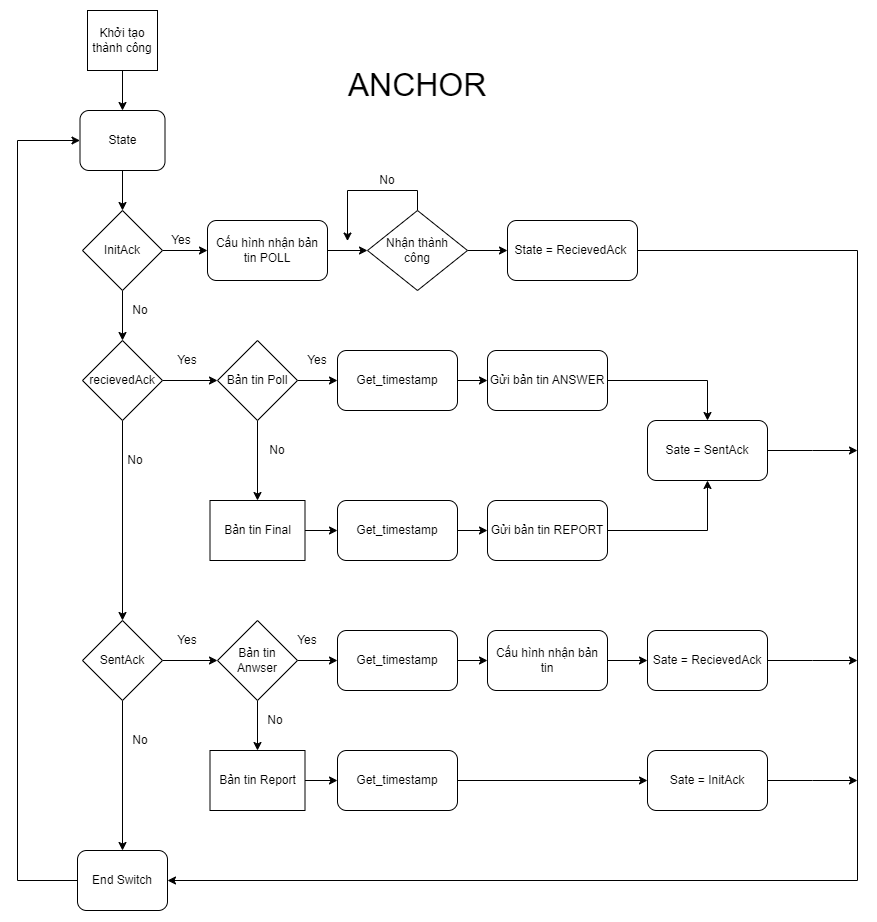 Khởi tạo
thành công
ANCHOR
State
No
InitAck
Yes
Cấu hình nhận bản
tin POLL
Nhận thành
công
State = RecievedAck
No
recievedAck
Yes
Bản tin Poll
Yes
Get_timestamp
Gửi bản tin ANSWER
No
No
Sate = SentAck
Bản tin Final
Get_timestamp
Gửi bản tin REPORT
SentAck
Yes
Bản tin
Anwser
Yes
Get_timestamp
Cấu hình nhận bản
tin
Sate = RecievedAck
No
No
Bản tin Report
Get_timestamp
Sate = InitAck
End Switch